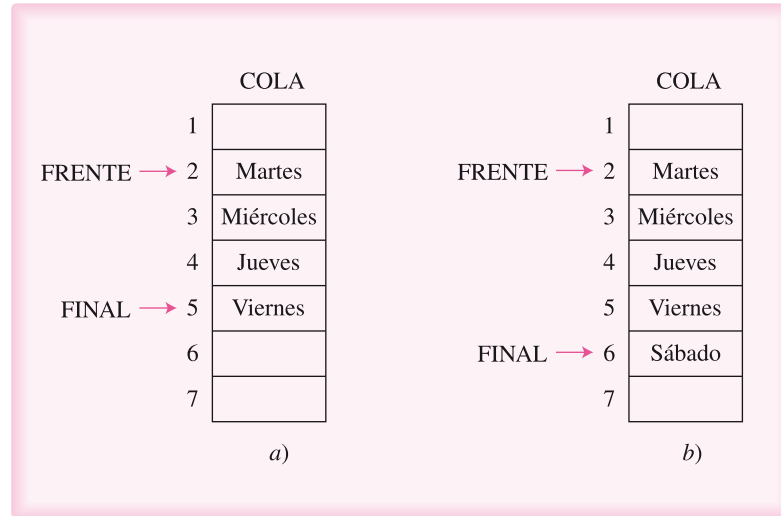 COLA
1
FRENTE 2 Martes
3 Miércoles
4 Jueves
FINAL 5 Viernes
6
7
a)
COLA
1
FRENTE 2 Martes
3 Miércoles
4 Jueves
5 Viernes
FINAL 6 Sábado
7
b)